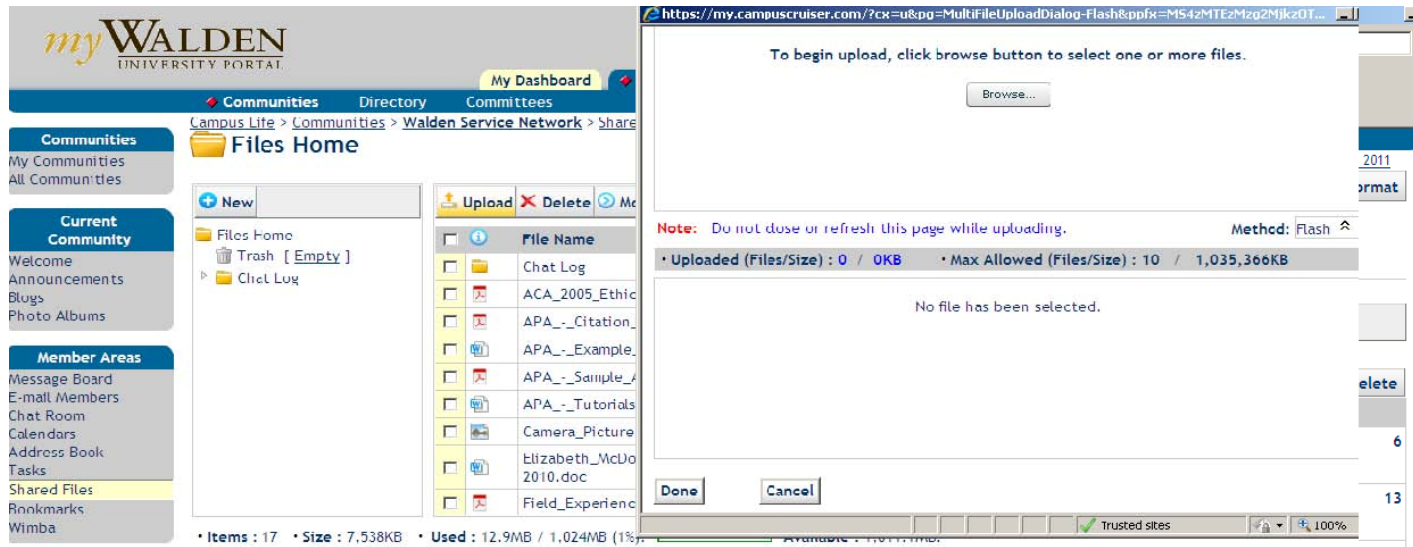 my WALDEN
UNIVERSITY PORTAL
My Dashboard
Communities Directory Committees
Campus Life > Communities > Walden Service Network > Share
Files Home
Communities
My Communities
All Communities
Current
Community
Welcome
Announcements
Blogs
Photo Albums
Member Areas
Message Board
E-mail Members
Chat Room
Calendars
Address Book
Tasks
Shared Files
Bookmarks
Wimba
New
Files Home
Trash [ Empty ]
Chat Log
Upload Delete Mo
File Name
Chat Log
ACA_2005_Ethic
APA_-_Citation_
APA_-_Example_
APA_-_Sample_A
APA_-_Tutorials
Camera_Picture
Elizabeth_McDo
2010.doc
Field_Experienc
• Items : 17 • Size : 7,538KB • Used : 12.9MB / 1,024MB (1%).
https://my.campuscruiser.com/?cx=u&pg=MultiFileUploadDialog-Flash&ppfx=MS4zMTEzMzg2MjkzOT...
To begin upload, click browse button to select one or more files.
Browse...
Note: Do not close or refresh this page while uploading. Method: Flash
• Uploaded (Files/Size) : 0 / 0KB • Max Allowed (Files/Size) : 10 / 1,035,366KB
No file has been selected.
Done Cancel
Trusted sites 100%
2011
ormat
elete
6
13